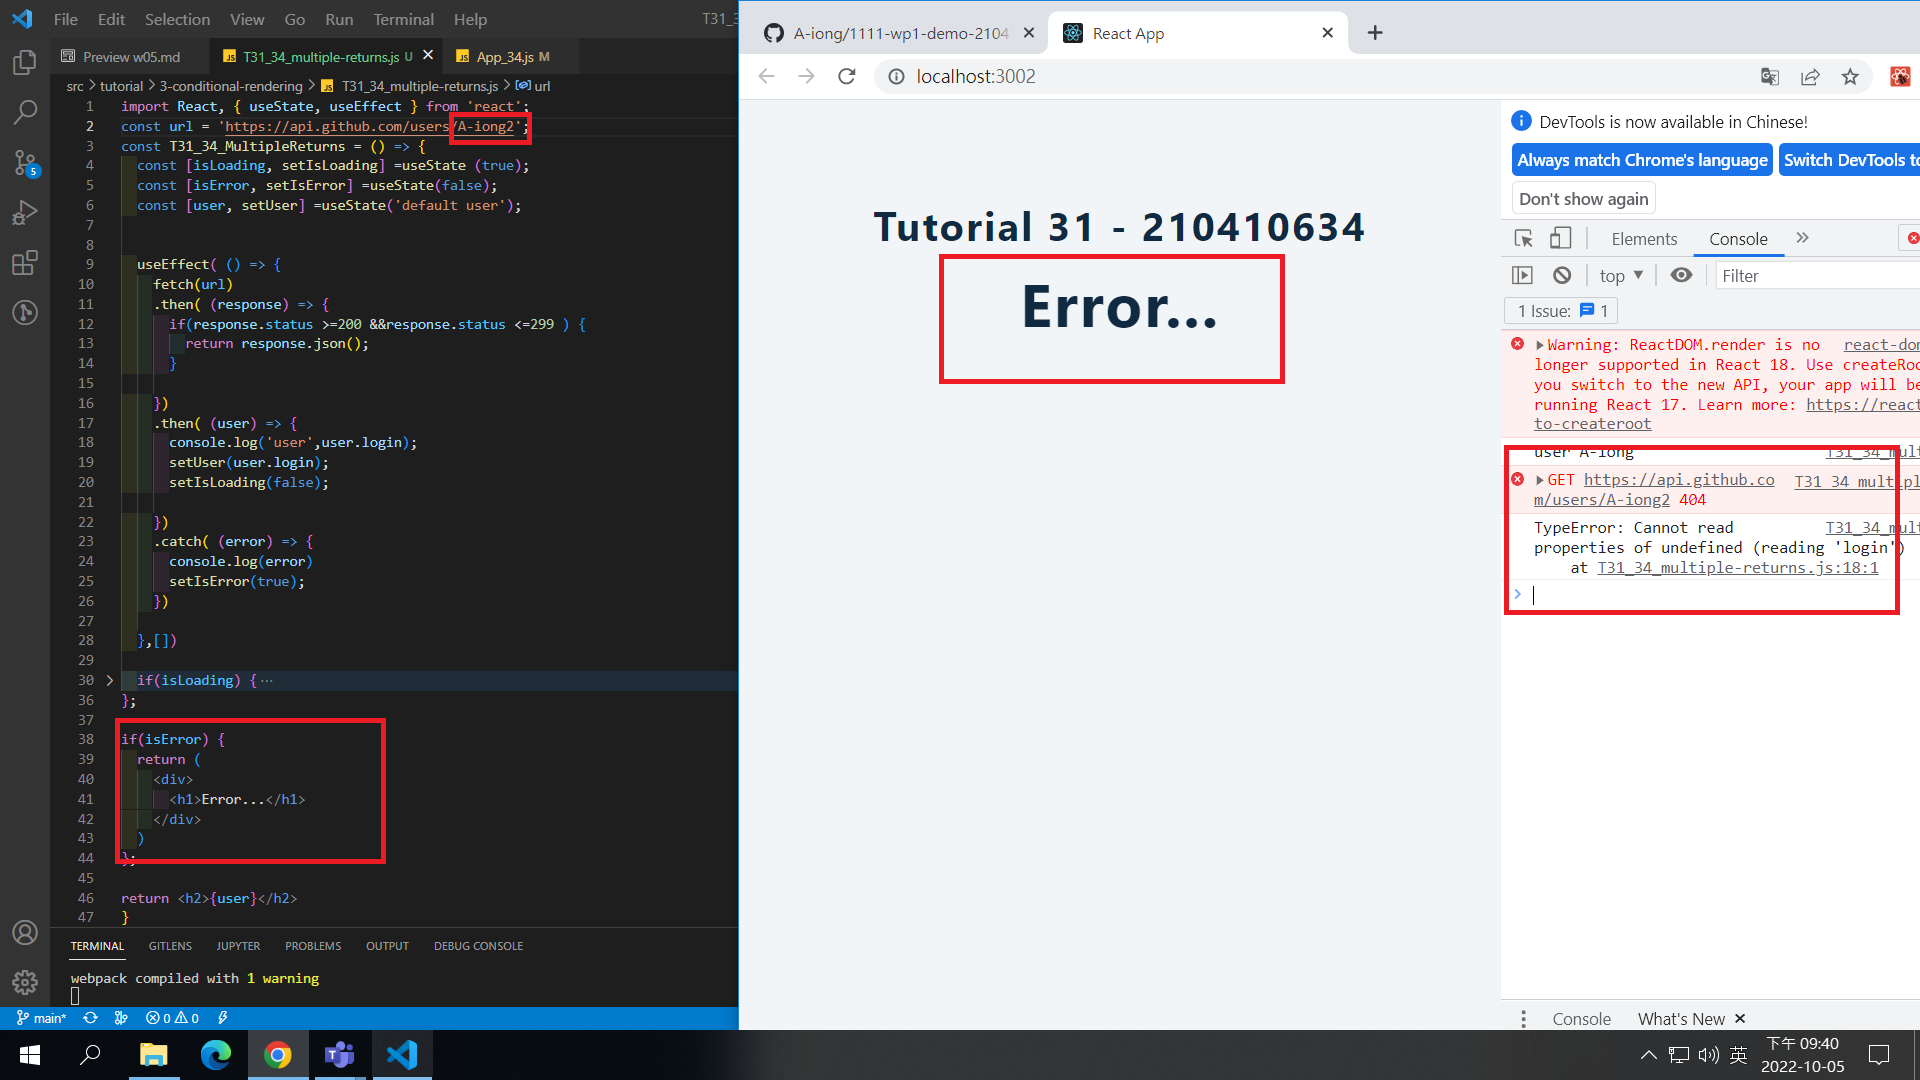 File Edit Selection View Go Run Terminal Help T31_3
Preview w05.md T31_34_multiple-returns.js U App_34.js M
src > tutorial > 3-conditional-rendering > T31_34_multiple-returns.js > url
1 import React, { useState, useEffect } from 'react';
2 const url = 'https://api.github.com/users/A-iong2';
3 const T31_34_MultipleReturns = () => {
4 const [isLoading, setIsLoading] =useState (true);
5 const [isError, setIsError] =useState(false);
6 const [user, setUser] =useState('default user');
7
8
9 useEffect( () => {
10 fetch(url)
11 .then( (response) => {
12 if(response.status >=200 &&response.status <=299 ) {
13 return response.json();
14 }
15
16 })
17 .then( (user) => {
18 console.log('user',user.login);
19 setUser(user.login);
20 setIsLoading(false);
21
22 })
23 .catch( (error) => {
24 console.log(error)
25 setIsError(true);
26 })
27
28 },[])
29
30 if(isLoading) { ...
36 };
37
38 if(isError) {
39 return (
40 <div>
41 <h1>Error...</h1>
42 </div>
43 )
44 };
45
46 return <h2>{user}</h2>
47 }
TERMINAL GITLENS JUPYTER PROBLEMS OUTPUT DEBUG CONSOLE
webpack compiled with 1 warning
5
main* 0 0
A-iong/1111-wp1-demo-2104 React App
localhost:3002
Tutorial 31 - 210410634
Error...
DevTools is now available in Chinese!
Always match Chrome's language Switch DevTools to
Don't show again
Elements Console
top Filter
1 Issue: 1
Warning: ReactDOM.render is no react-dom
longer supported in React 18. Use createRoo
you switch to the new API, your app will be
running React 17. Learn more: https://react
to-createroot
user A-iong T31_34_mult
GET https://api.github.co T31_34_multipl
m/users/A-iong2 404
TypeError: Cannot read T31_34_mult
properties of undefined (reading 'login')
at T31_34_multiple-returns.js:18:1
Console What's New
英
下午 09:40
2022-10-05